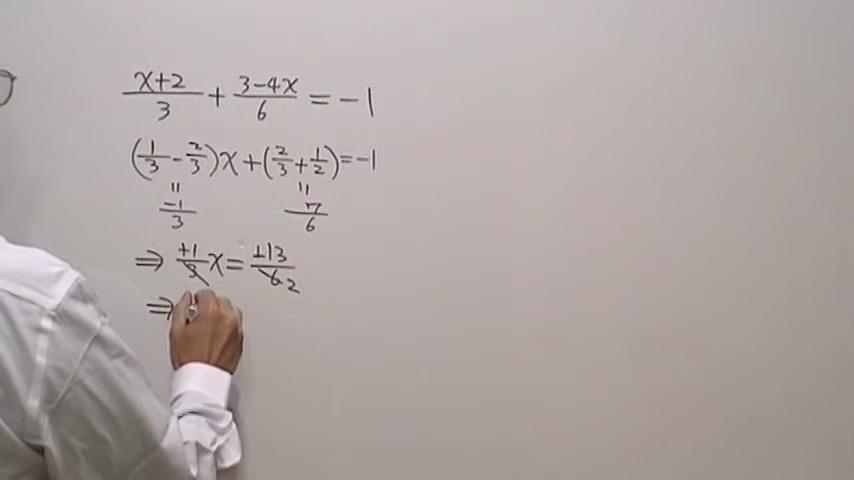 (x+2)/3 + (3-4x)/6 = -1
(1/3 - 2/3)x + (2/3 + 1/2) = -1
= =
-1/3 7/6
⇒ +1/3 x = +13/6 2
⇒